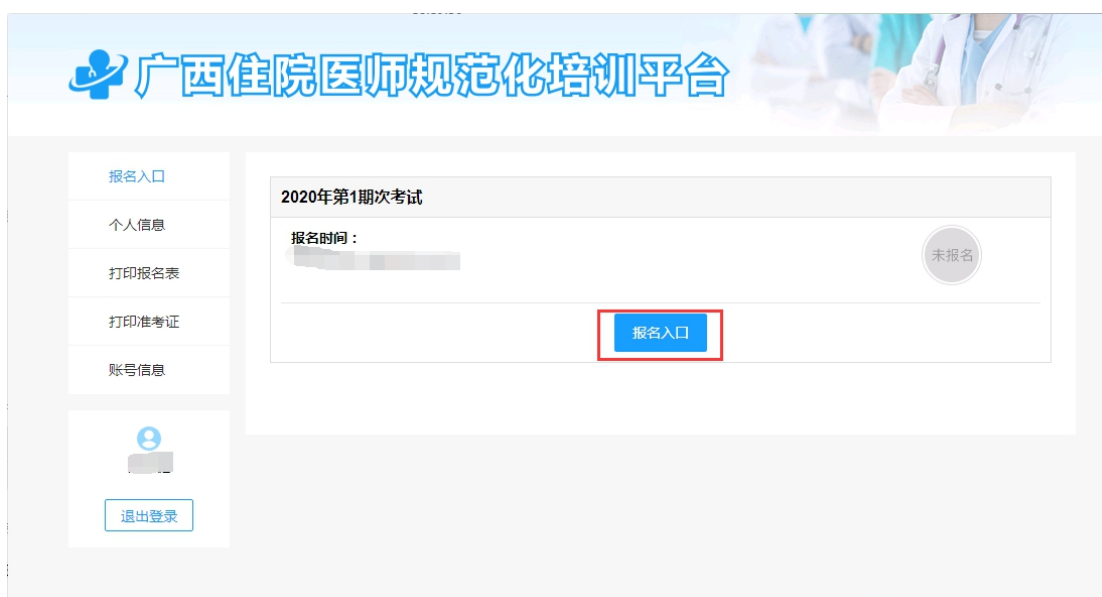 广西住院医师规范化培训平台
报名入口
个人信息
打印报名表
打印准考证
账号信息
退出登录
2020年第1期次考试
报名时间：
未报名
报名入口